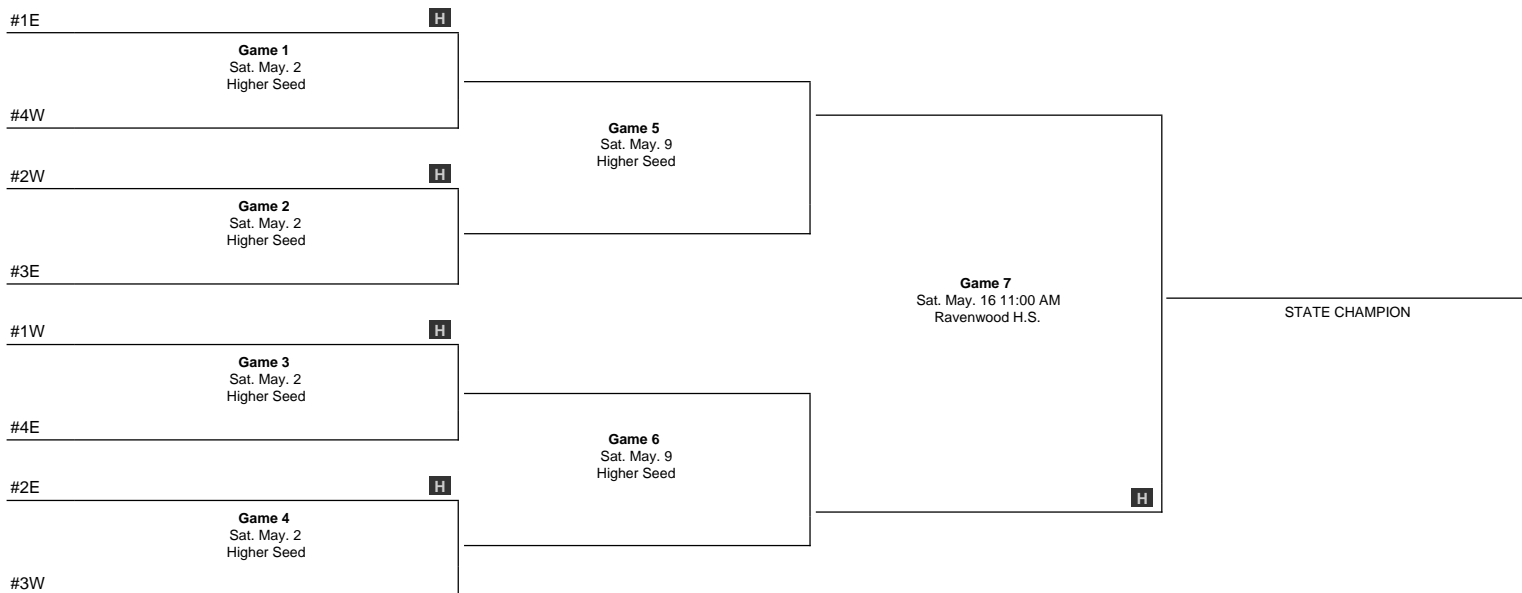 #1E
H
Game 1
Sat. May. 2
Higher Seed
#4W
#2W
H
Game 2
Sat. May. 2
Higher Seed
#3E
#1W
H
Game 3
Sat. May. 2
Higher Seed
#4E
#2E
H
Game 4
Sat. May. 2
Higher Seed
#3W
Game 5
Sat. May. 9
Higher Seed
Game 6
Sat. May. 9
Higher Seed
Game 7
Sat. May. 16 11:00 AM
Ravenwood H.S.
H
STATE CHAMPION